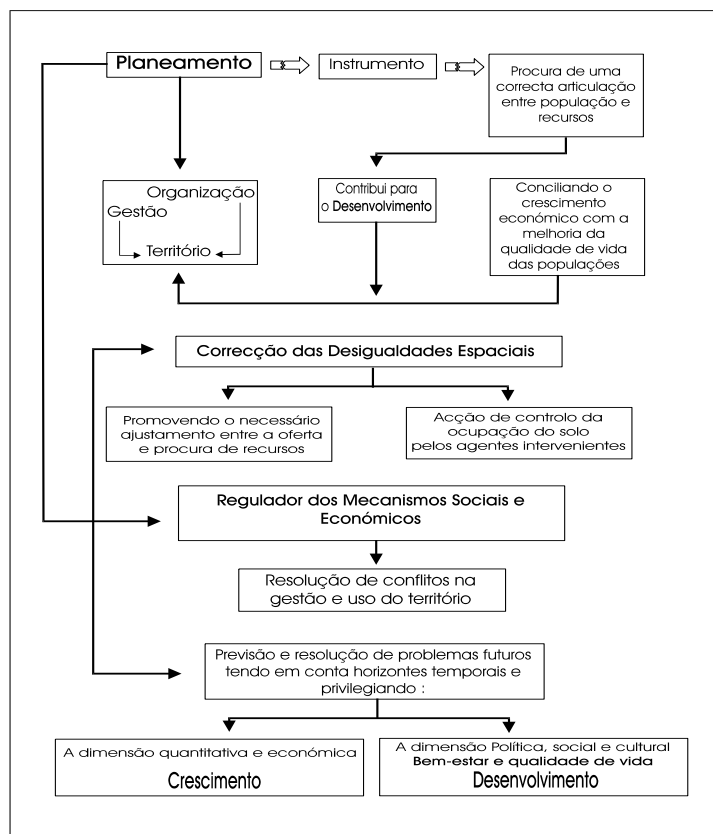 Planeamento
Instrumento
Procura de uma
correcta articulação
entre população e
recursos
Organização
Gestão
Território
Contribui para
o Desenvolvimento
Conciliando o
crescimento
económico com a
melhoria da
qualidade de vida
das populações
Correcção das Desigualdades Espaciais
Promovendo o necessário
ajustamento entre a oferta
e procura de recursos
Acção de controlo da
ocupação do solo
pelos agentes intervenientes
Regulador dos Mecanismos Sociais e
Económicos
Resolução de conflitos na
gestão e uso do território
Previsão e resolução de problemas futuros
tendo em conta horizontes temporais e
privilegiando :
A dimensão quantitativa e económica
Crescimento
A dimensão Política, social e cultural
Bem-estar e qualidade de vida
Desenvolvimento